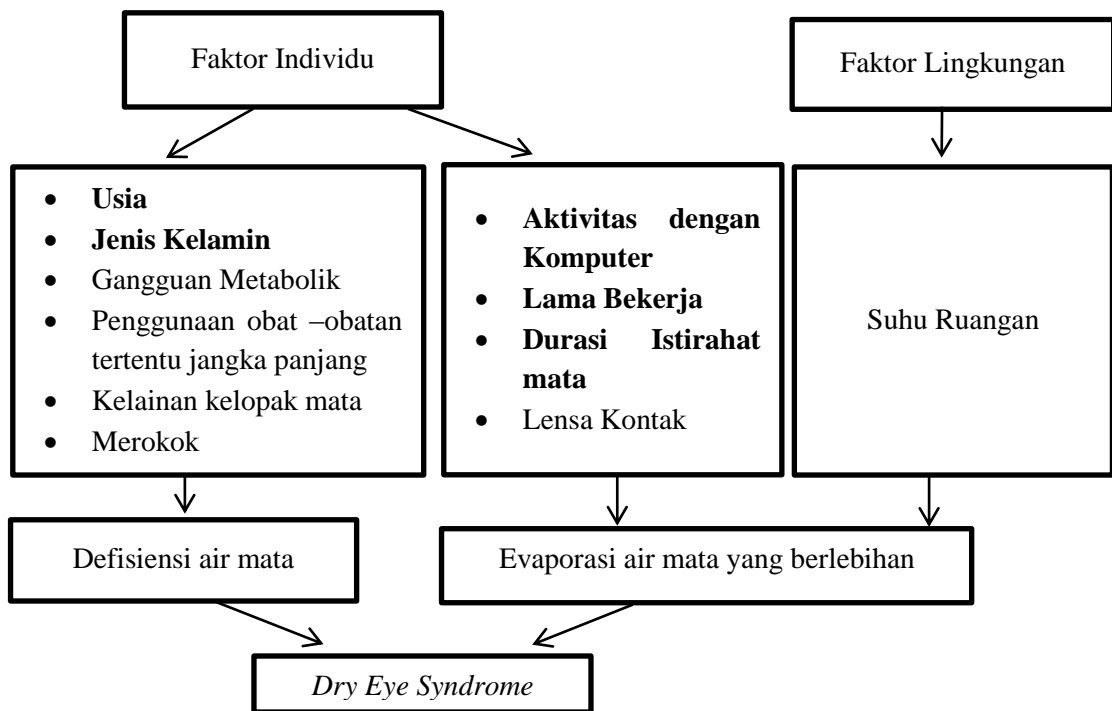 Faktor Individu
Faktor Lingkungan
• Usia
• Jenis Kelamin
• Gangguan Metabolik
• Penggunaan obat –obatan
tertentu jangka panjang
• Kelainan kelopak mata
• Merokok
• Aktivitas dengan
Komputer
• Lama Bekerja
• Durasi Istirahat
mata
• Lensa Kontak
Suhu Ruangan
Defisiensi air mata
Evaporasi air mata yang berlebihan
Dry Eye Syndrome